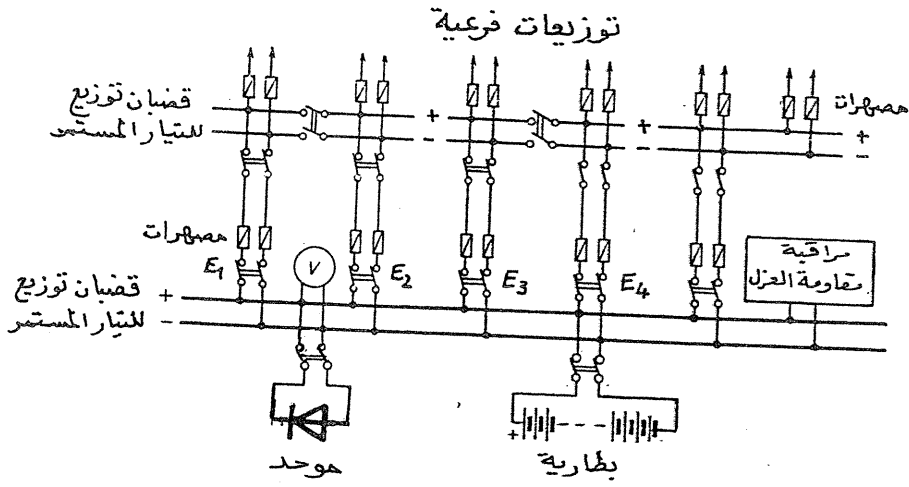 توزيعات فرعية
قضبان توزيع
للتيار المستمر
+
-
+
-
مصهرات
+
-
مصهرات
E1
V
E2
E3
E4
مراقبة
مقاومة العزل
قضبان توزيع
للتيار المستمر
+
-
+
موحد
بطارية